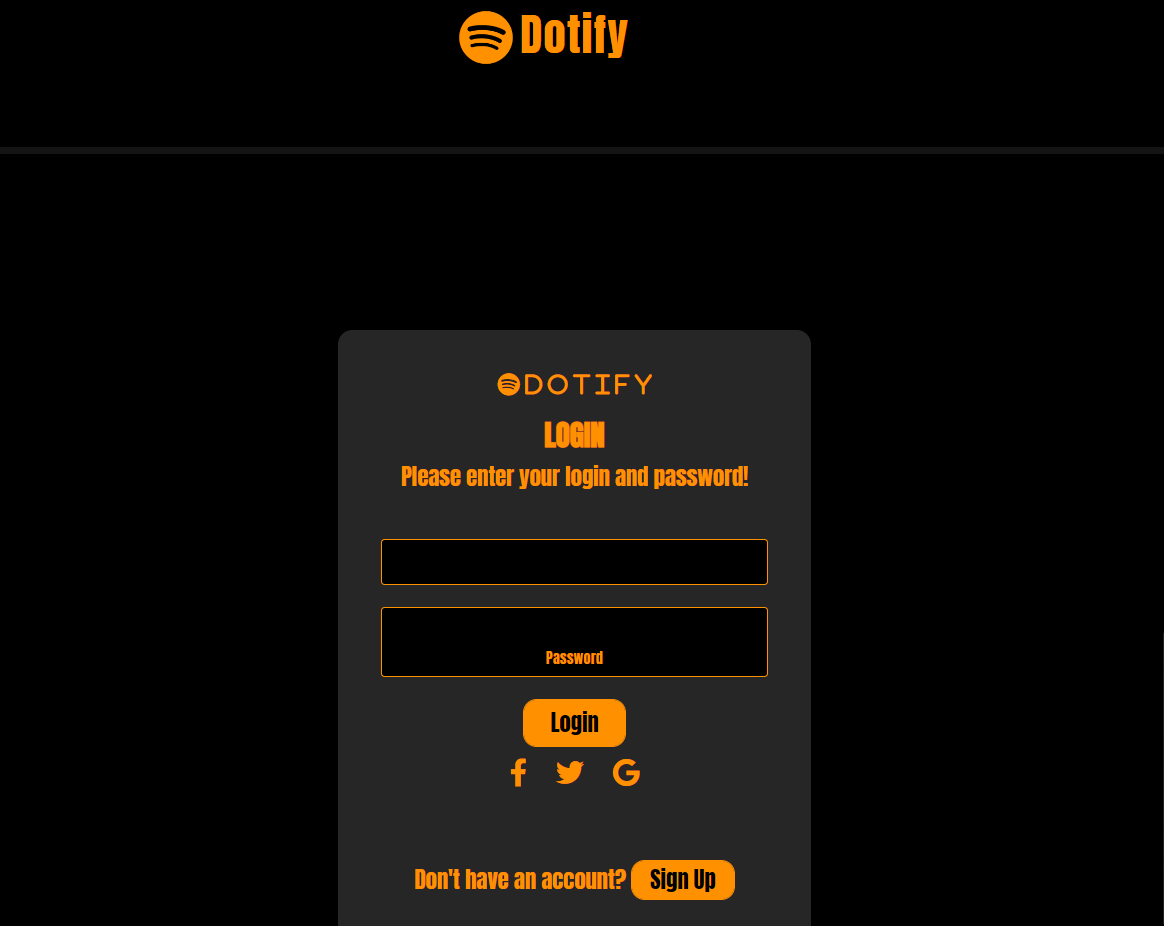 Dotify
DOTIFY
LOGIN
Please enter your login and password!
Password
Login
Don't have an account? Sign Up